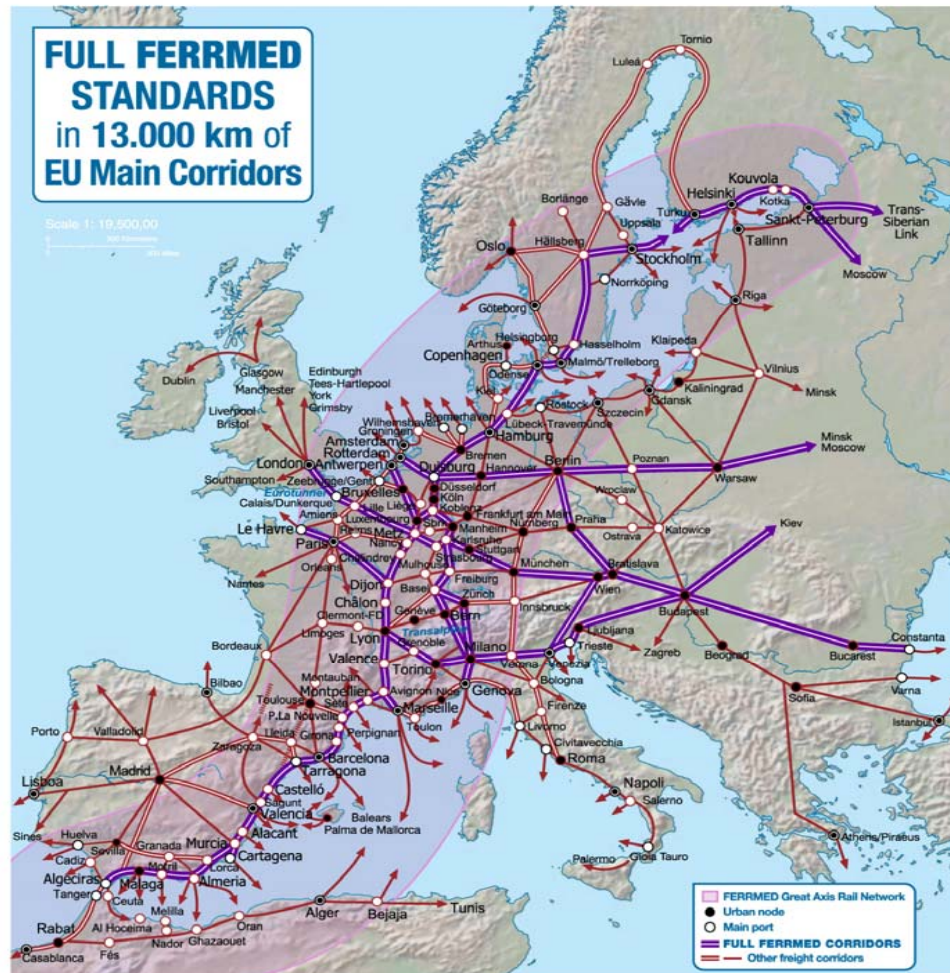 FULL FERRMED
STANDARDS
in 13.000 km of
EU Main Corridors
Scale 1: 19,500,00
Tornio
Luleå
Kouvola
Helsinki
Kotka
Turku
Sankt-Peterburg
Trans-
Siberian
Link
Tallinn
Moscow
Borlänge
Gävle
Uppsala
Oslo
Hällsberg
Stockholm
Norrköping
Riga
Göteborg
Helsingborg
Hasselholm
Klaipeda
Arthus
Copenhagen
Odense
Malmö/Trelleborg
Vilnius
Kaliningrad
Minsk
Gdansk
Kiel
Rostock
Szczecin
Lübeck-Travemünde
Glasgow
Dublin
Manchester
Edinburgh
Tees-Hartlepool
York
Grimsby
Liverpool
Bristol
Wilhemshaven
Bremerhaven
Groningen
Hamburg
Amsterdam
Rotterdam
Bremen
London
Antwerpen
Duisburg
Hannover
Berlin
Poznan
Warsaw
Minsk
Moscow
Southampton
Zeebrugge/Gent
Düsseldorf
Eurotunnel
Bruxelles
Köln
Calais/Dunkerque
Lille
Liège
Koblenz
Wroclaw
Amiens
Luxembourg
Frankfurt am Main
Le Havre
Reims
Metz
Sbrk
Manheim
Nürnberg
Praha
Katowice
Ostrava
Kiev
Paris
Nancy
Karlsruhe
Chalindrey
Strasbourg
Stuttgart
Orleans
Mulhouse
München
Bratislava
Nantes
Dijon
Basel
Freiburg
Wien
Zürich
Châlon
Innsbruck
Budapest
Clermont-FD
Genève
Bern
Limoges
Lyon
Transalpine
Ljubljana
Constanta
Bordeaux
Grenoble
Milano
Trieste
Zagreb
Beograd
Bucarest
Valence
Torino
Verona
Venezia
Bologna
Bilbao
Montauban
Avignon
Nice
Genova
Sofia
Varna
Toulouse
Montpellier
Sète
Marseille
Firenze
Istanbul
P.La Nouvelle
Toulon
Livorno
Porto
Valladolid
Lleida
Girona
Perpignan
Civitavecchia
Zaragoza
Barcelona
Roma
Madrid
Tarragona
Lisboa
Castelló
Napoli
Sagunt
Salerno
Valencia
Balears
Sines
Huelva
Palma de Mallorca
Alacant
Athens/Piraeus
Sevilla
Granada
Murcia
Cartagena
Palermo
Gioia Tauro
Cadiz
Motril
Lorca
Algeciras
Málaga
Almeria
Tanger
Ceuta
Melilla
Alger
Tunis
Bejaja
Rabat
Al Hoceima
Oran
Fés
Nador
Ghazaouet
Casablanca
FERRMED Great Axis Rail Network
Urban node
Main port
FULL FERRMED CORRIDORS
Other freight corridors